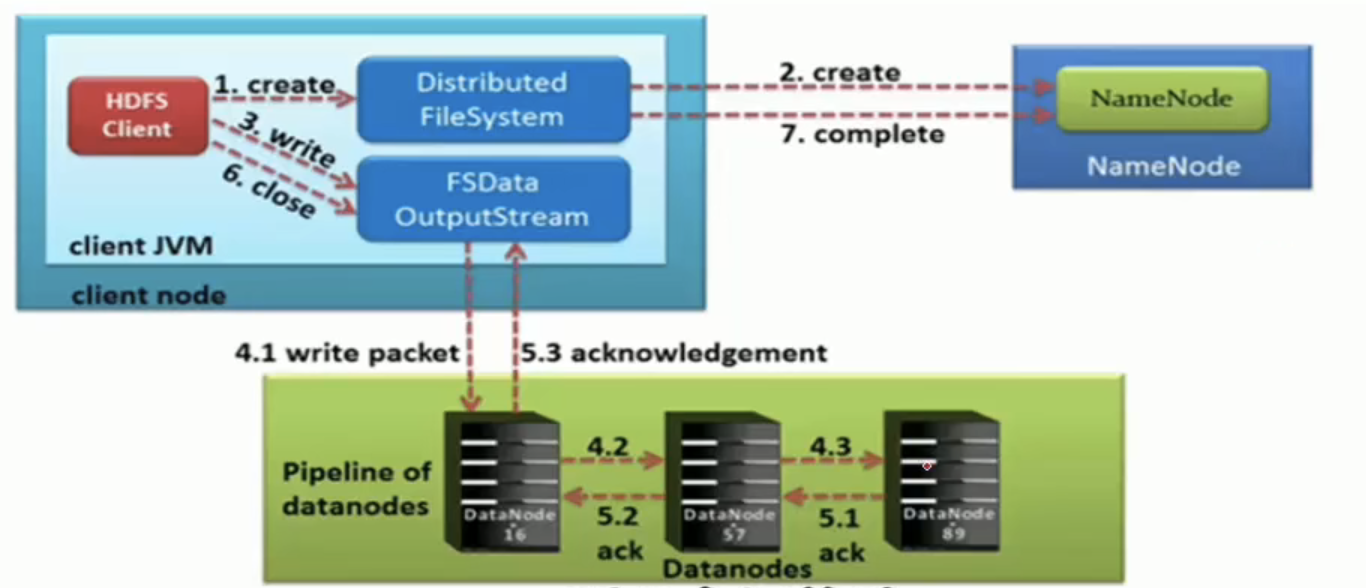 HDFS
Client
1. create
Distributed
FileSystem
2. create
NameNode
7. complete
NameNode
3. write
6. close
FSData
OutputStream
client JVM
client node
4.1 write packet
5.3 acknowledgement
Pipeline of
datanodes
4.2
4.3
DataNode
16
DataNode
57
DataNode
89
5.2
ack
5.1
ack
Datanodes